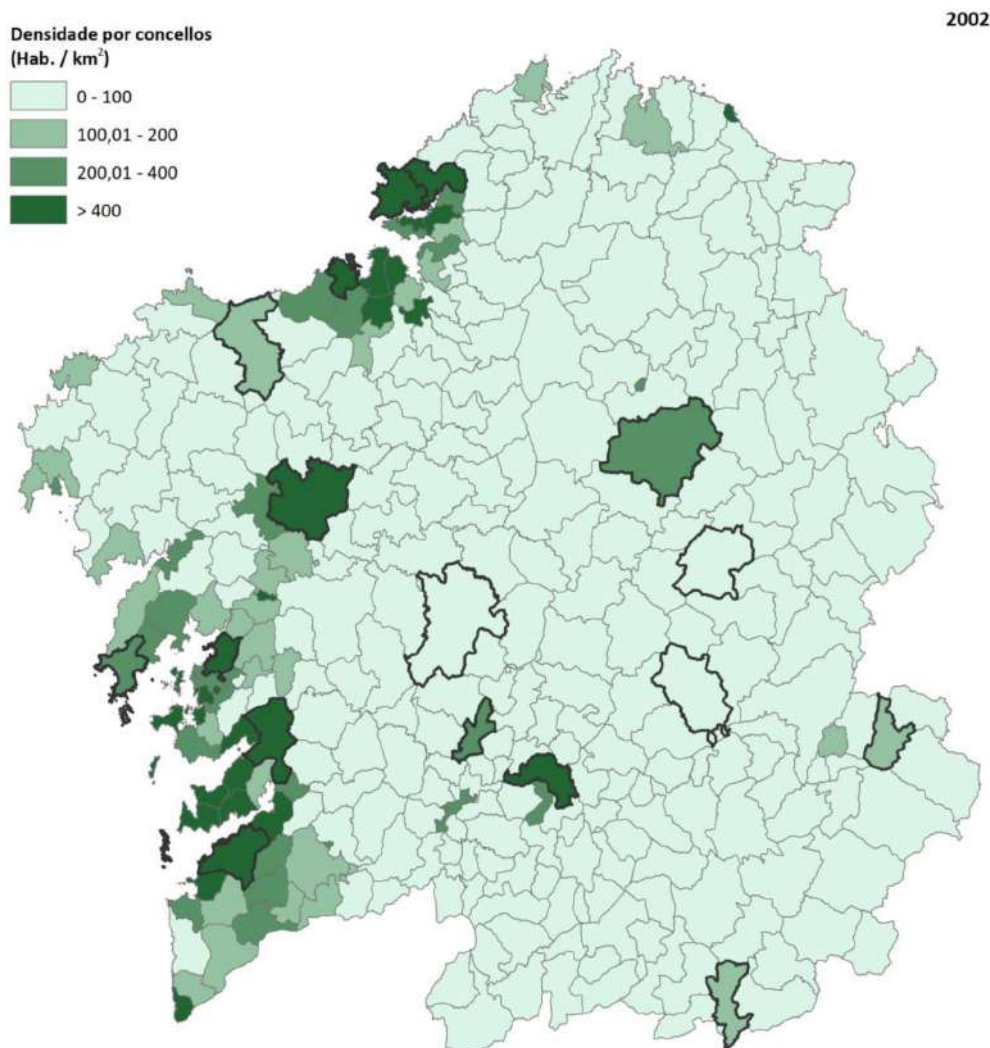 2002
Densidade por concellos
(Hab. / km²)
0 - 100
100,01 - 200
200,01 - 400
> 400